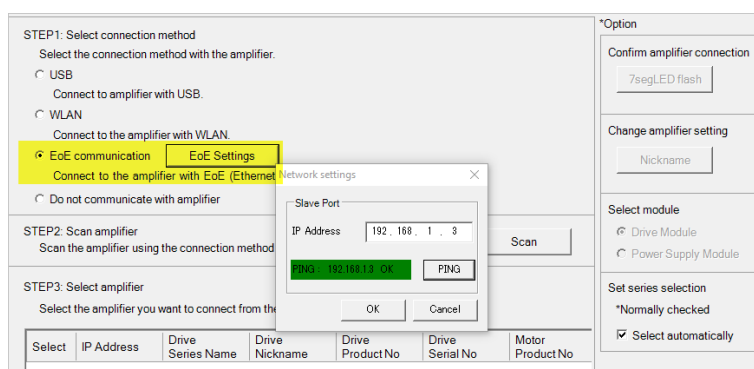 STEP1: Select connection method
Select the connection method with the amplifier.
USB
Connect to amplifier with USB.
WLAN
Connect to the amplifier with WLAN.
EoE communication
EoE Settings
Connect to the amplifier with EoE (Ethernet
Do not communicate with amplifier
STEP2: Scan amplifier
Scan the amplifier using the connection method
Scan
STEP3: Select amplifier
Select the amplifier you want to connect from the
Select
IP Address
Drive
Series Name
Drive
Nickname
Drive
Product No
Drive
Serial No
Motor
Product No
Network settings
Slave Port
IP Address
192 . 168 . 1 . 3
PING : 192.168.1.3 OK
PING
OK
Cancel
*Option
Confirm amplifier connection
7segLED flash
Change amplifier setting
Nickname
Select module
Drive Module
Power Supply Module
Set series selection
*Normally checked
Select automatically